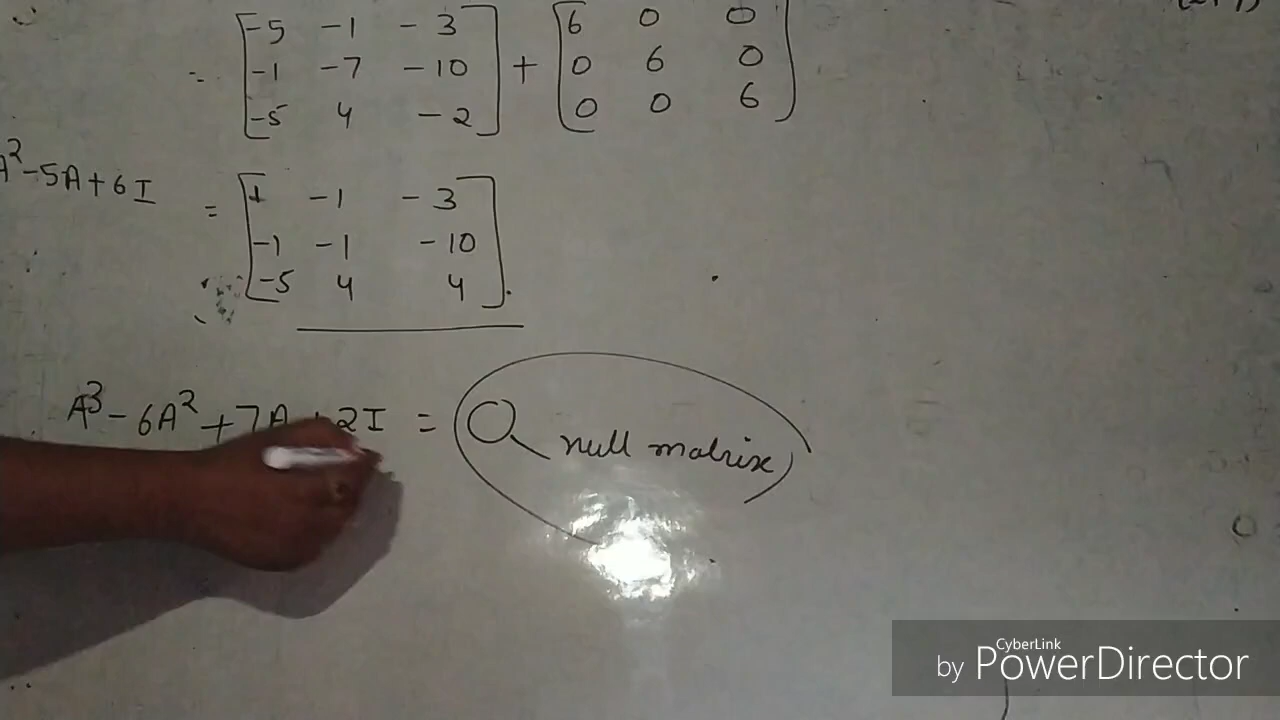 = [-5 -1 -3] + [6 0 0]
[-1 -7 -10] [0 6 0]
[-5 4 -2] [0 0 6]
A² - 5A + 6I = [1 -1 -3]
[-1 -1 -10]
[-5 4 4].
A³ - 6A² + 7A + 2I = O null matrix
CyberLink
by PowerDirector